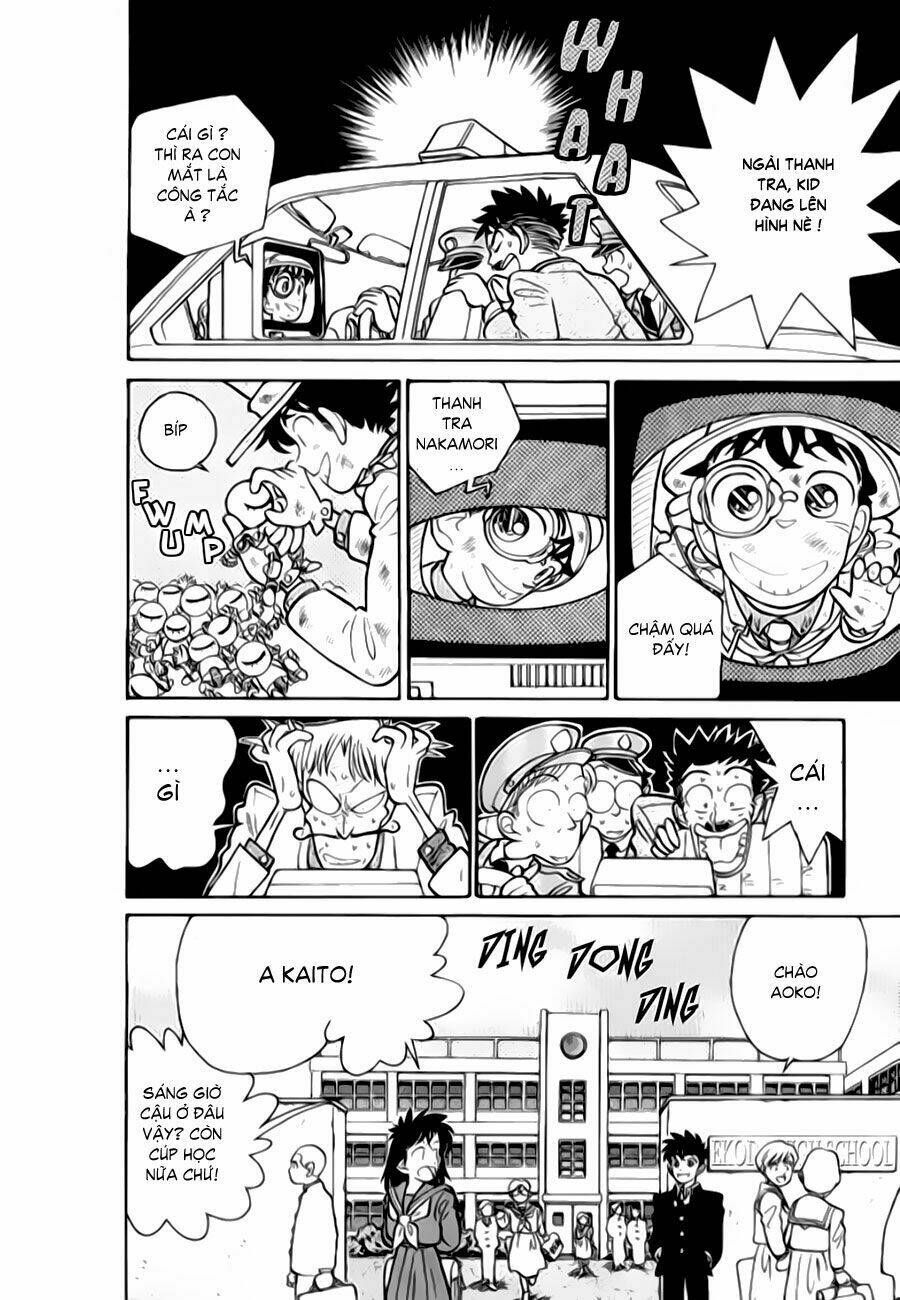 NGÀI THANH
TRA, KID
ĐANG LÊN
HÌNH NÈ !
WHAAT
CÁI GÌ ?
THÌ RA CON
MẮT LÀ
CÔNG TẮC
À ?
CHẬM QUÁ
ĐẤY!
THANH
TRA
NAKAMORI
...
BÍP
FWUMP
CÁI
...
...
GÌ
CHÀO
AOKO!
DING DONG
DING
A KAITO!
SÁNG GIỜ
CẬU Ở ĐÂU
VẬY? CÒN
CÚP HỌC
NỮA CHỨ!
SCHOOL